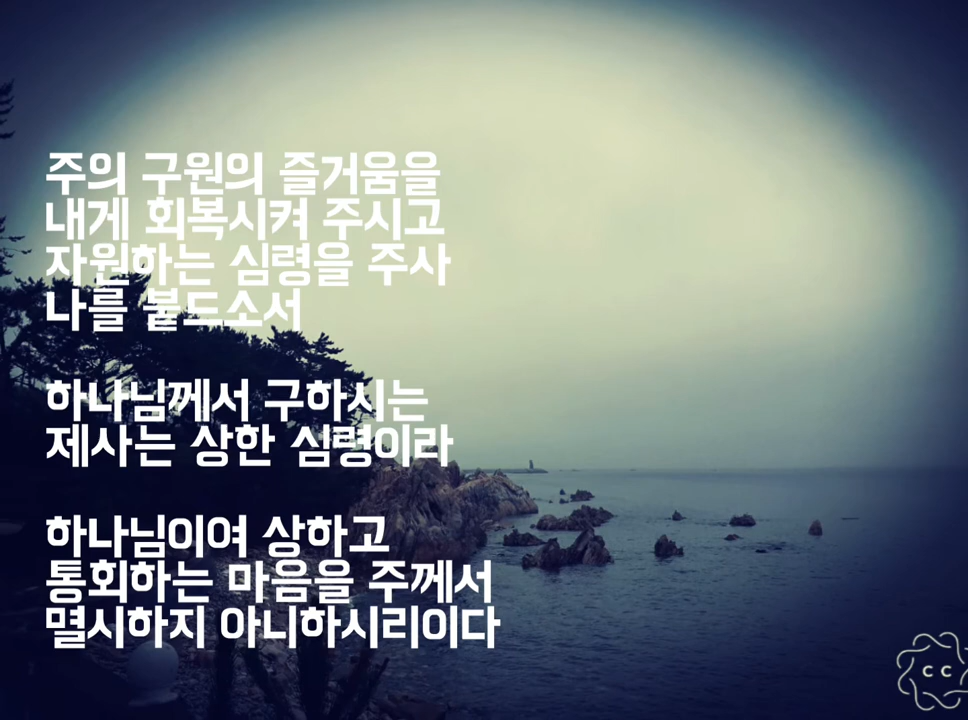 주의 구원의 즐거움을
내게 회복시켜 주시고
자원하는 심령을 주사
나를 붙드소서
하나님께서 구하시는
제사는 상한 심령이라
하나님이여 상하고
통회하는 마음을 주께서
멸시하지 아니하시리이다
CC